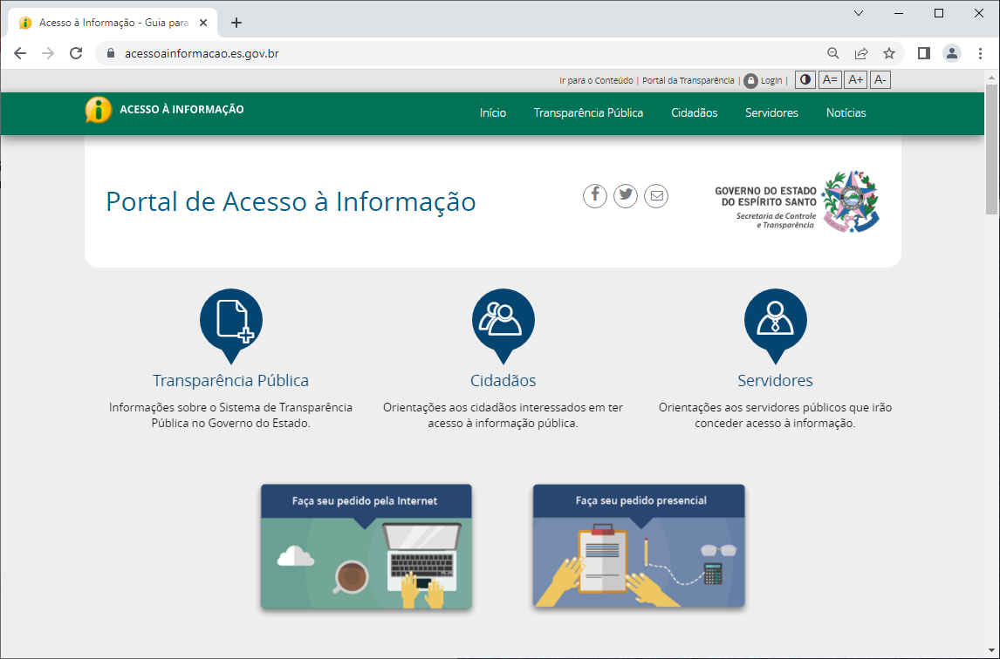 Acesso à Informação - Guia para
acessoainformacao.es.gov.br
Ir para o Conteúdo | Portal da Transparência | Login | A= A+ A-
ACESSO À INFORMAÇÃO
Início Transparência Pública Cidadãos Servidores Notícias
Portal de Acesso à Informação
GOVERNO DO ESTADO
DO ESPÍRITO SANTO
Secretaria de Controle
e Transparência
Transparência Pública
Informações sobre o Sistema de Transparência
Pública no Governo do Estado.
Cidadãos
Orientações aos cidadãos interessados em ter
acesso à informação pública.
Servidores
Orientações aos servidores públicos que irão
conceder acesso à informação.
Faça seu pedido pela Internet
Faça seu pedido presencial